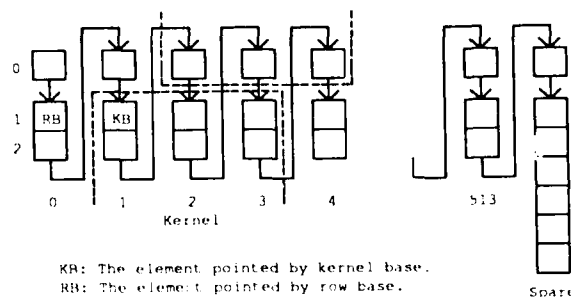 0
1 RB KB
2
0 1 2 3 4 513
Kernel
KB: The element pointed by kernel base.
RB: The element pointed by row base.
Spare